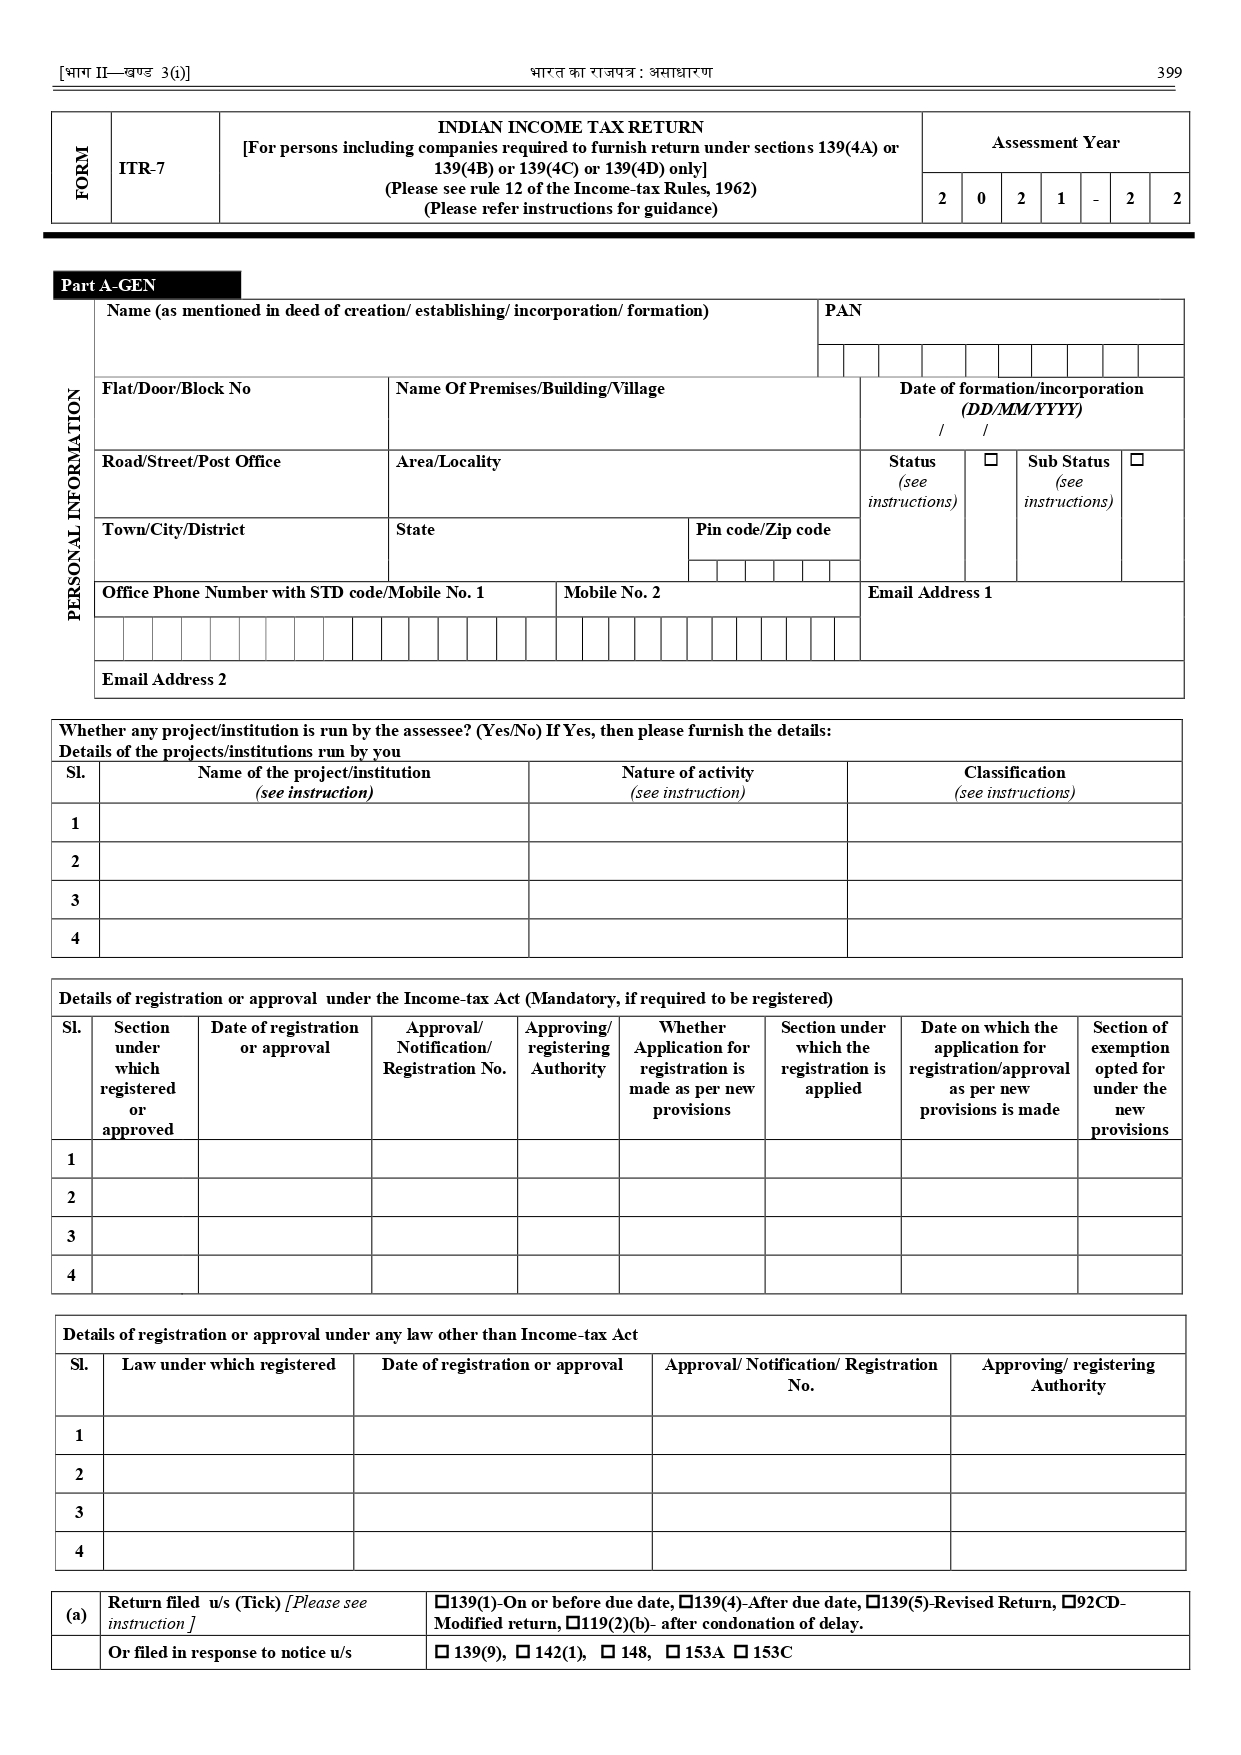 [भाग II—खण्ड 3(i)] भारत का राजपत्र : असाधारण 399
FORM
ITR-7
INDIAN INCOME TAX RETURN
[For persons including companies required to furnish return under sections 139(4A) or
139(4B) or 139(4C) or 139(4D) only]
(Please see rule 12 of the Income-tax Rules, 1962)
(Please refer instructions for guidance)
Assessment Year
2 0 2 1 - 2 2
Part A-GEN
PERSONAL INFORMATION
Name (as mentioned in deed of creation/ establishing/ incorporation/ formation)
PAN
Flat/Door/Block No
Name Of Premises/Building/Village
Date of formation/incorporation
(DD/MM/YYYY)
/ /
Road/Street/Post Office
Area/Locality
Status
(see
instructions)
☐
Sub Status
(see
instructions)
☐
Town/City/District
State
Pin code/Zip code
Office Phone Number with STD code/Mobile No. 1
Mobile No. 2
Email Address 1
Email Address 2
Whether any project/institution is run by the assessee? (Yes/No) If Yes, then please furnish the details:
Details of the projects/institutions run by you
Sl.
Name of the project/institution
(see instruction)
Nature of activity
(see instruction)
Classification
(see instructions)
1
2
3
4
Details of registration or approval under the Income-tax Act (Mandatory, if required to be registered)
Sl.
Section
under
which
registered
or
approved
Date of registration
or approval
Approval/
Notification/
Registration No.
Approving/
registering
Authority
Whether
Application for
registration is
made as per new
provisions
Section under
which the
registration is
applied
Date on which the
application for
registration/approval
as per new
provisions is made
Section of
exemption
opted for
under the
new
provisions
1
2
3
4
Details of registration or approval under any law other than Income-tax Act
Sl.
Law under which registered
Date of registration or approval
Approval/ Notification/ Registration
No.
Approving/ registering
Authority
1
2
3
4
(a)
Return filed u/s (Tick) [Please see
instruction ]
☐139(1)-On or before due date, ☐139(4)-After due date, ☐139(5)-Revised Return, ☐92CD-
Modified return, ☐119(2)(b)- after condonation of delay.
Or filed in response to notice u/s
☐ 139(9), ☐ 142(1), ☐ 148, ☐ 153A ☐ 153C